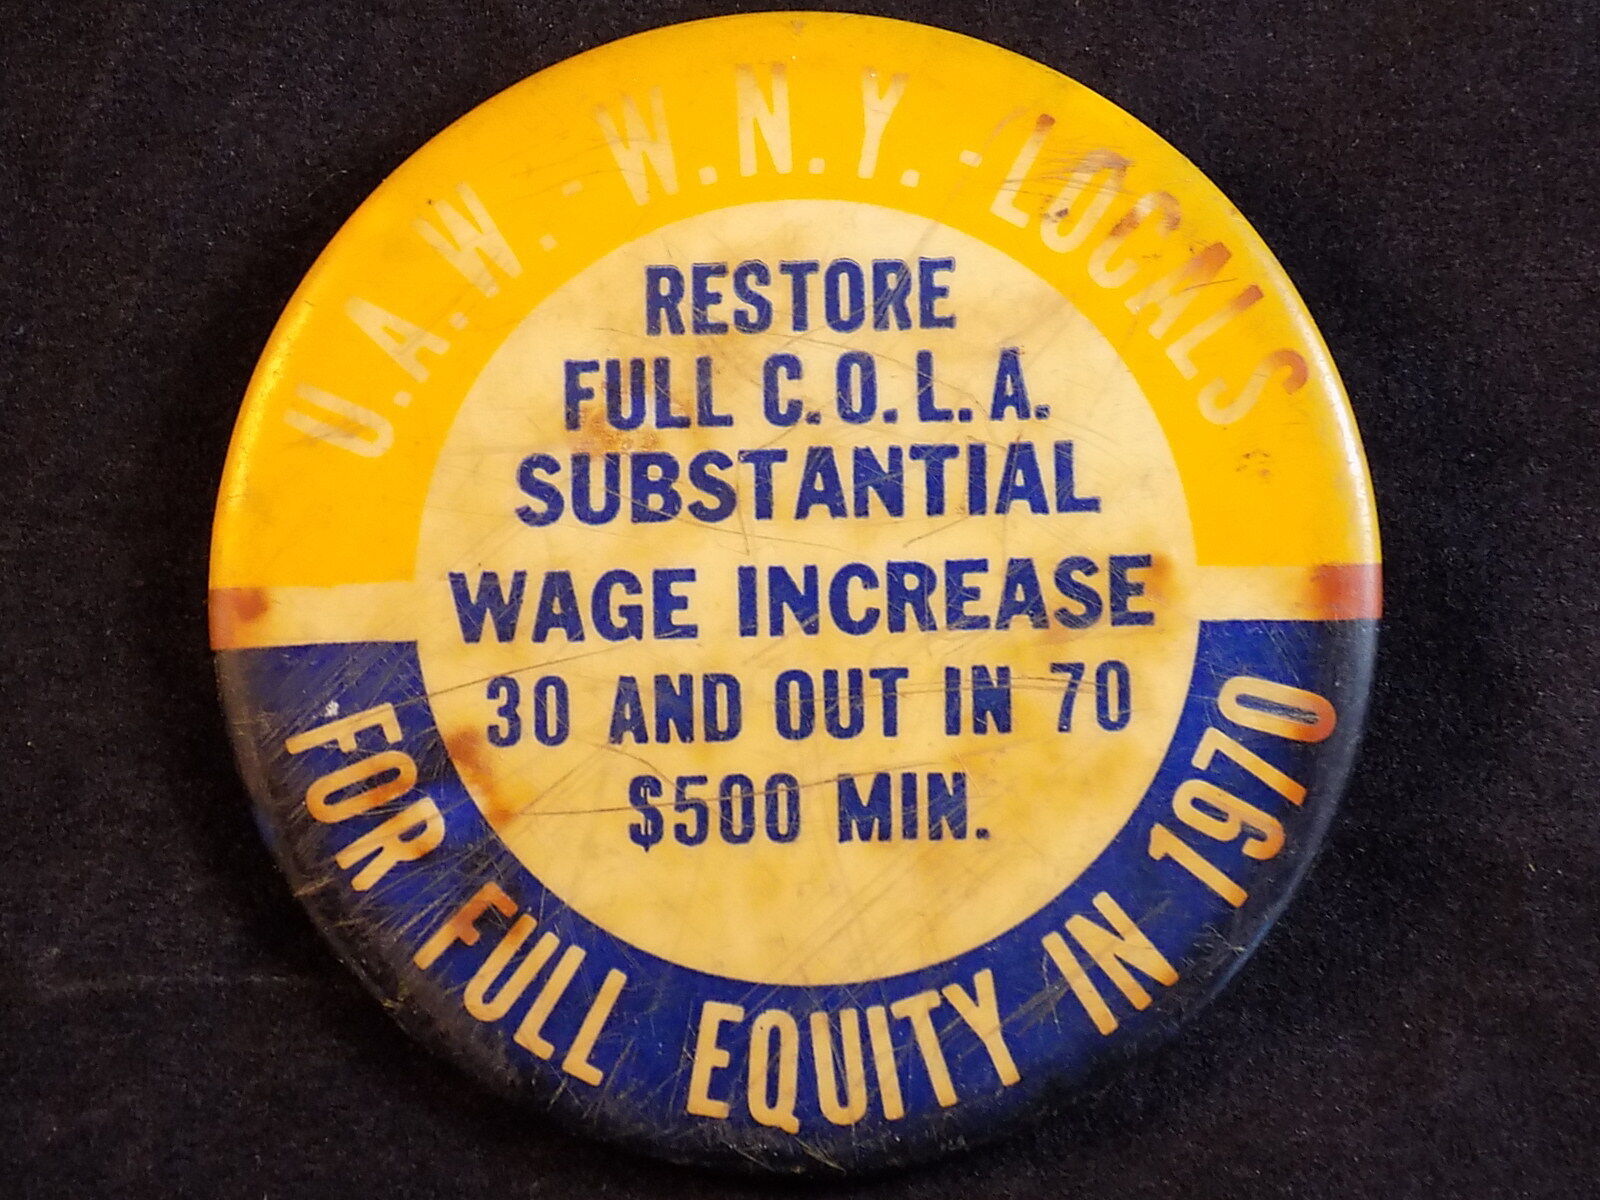 U.A.W. - W.N.Y. - LOCALS
RESTORE
FULL C.O.L.A.
SUBSTANTIAL
WAGE INCREASE
30 AND OUT IN 70
$500 MIN.
FOR FULL EQUITY IN 1970